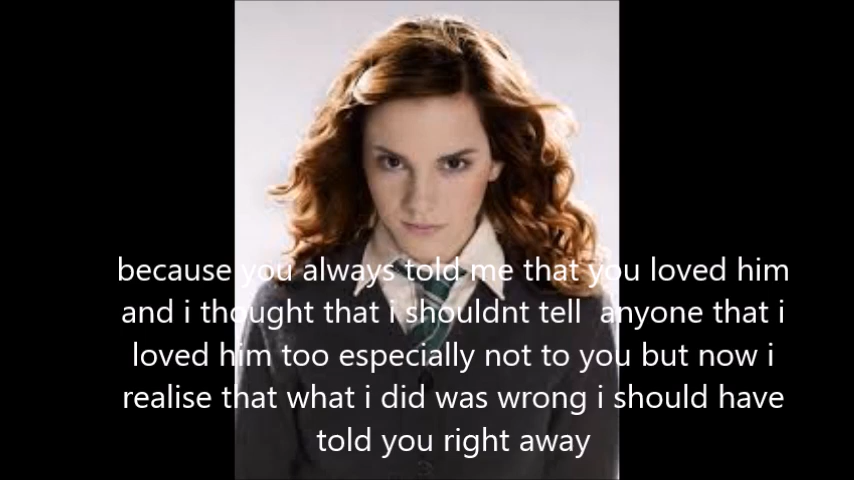 because you always told me that you loved him
and i thought that i shouldnt tell  anyone that i
loved him too especially not to you but now i
realise that what i did was wrong i should have
told you right away